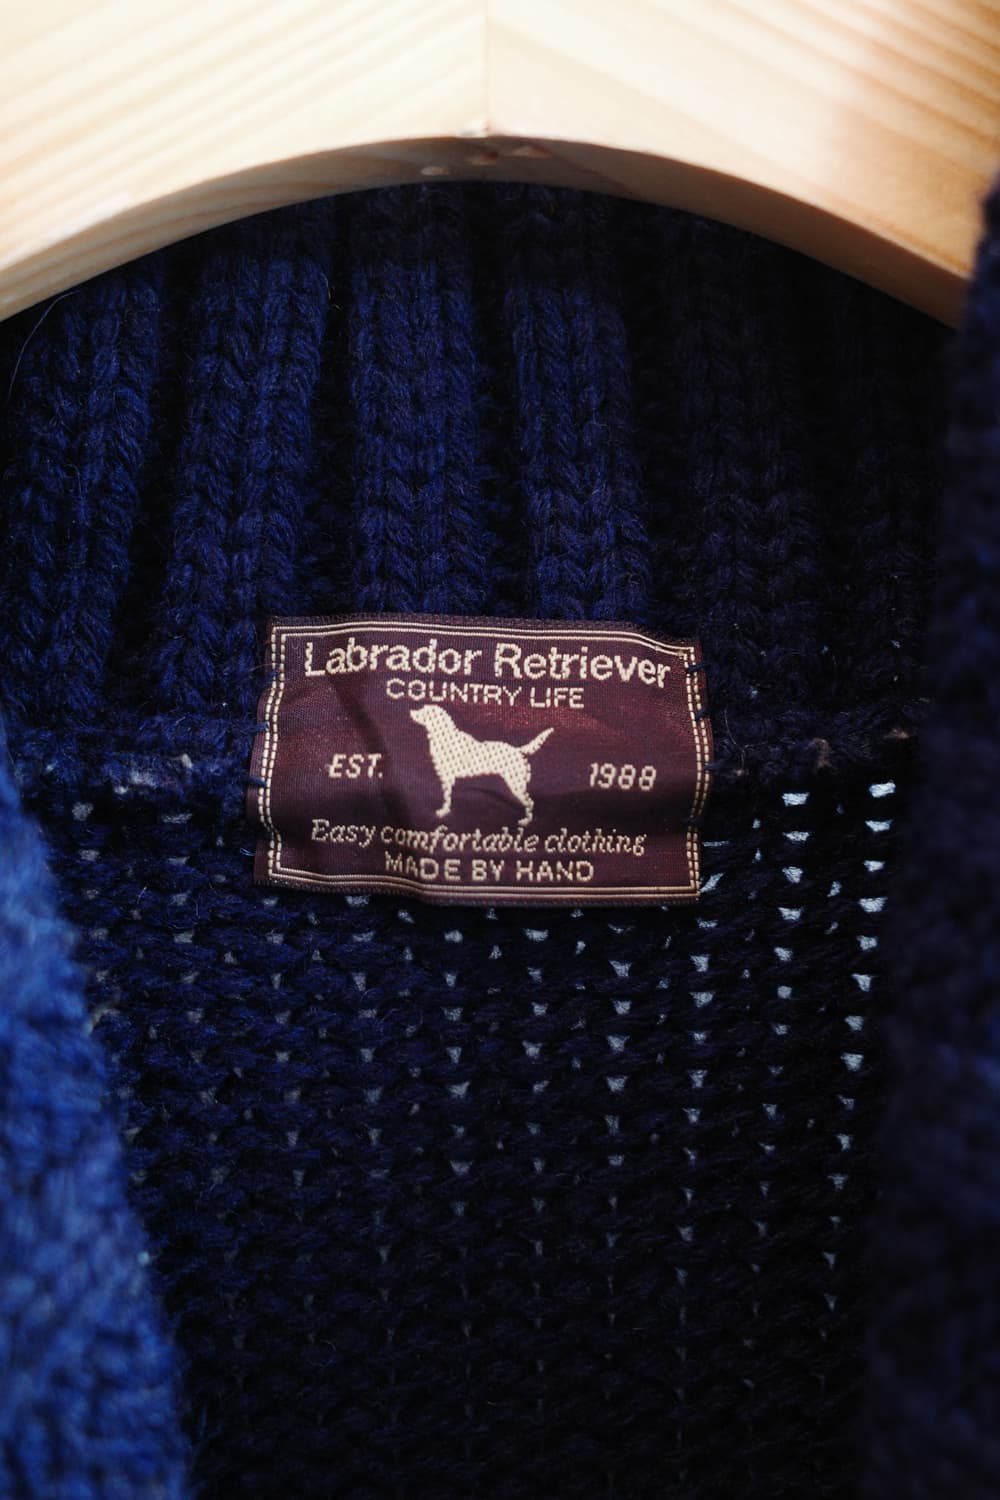 Labrador Retriever
COUNTRY LIFE
EST. 1988
Easy comfortable clothing
MADE BY HAND